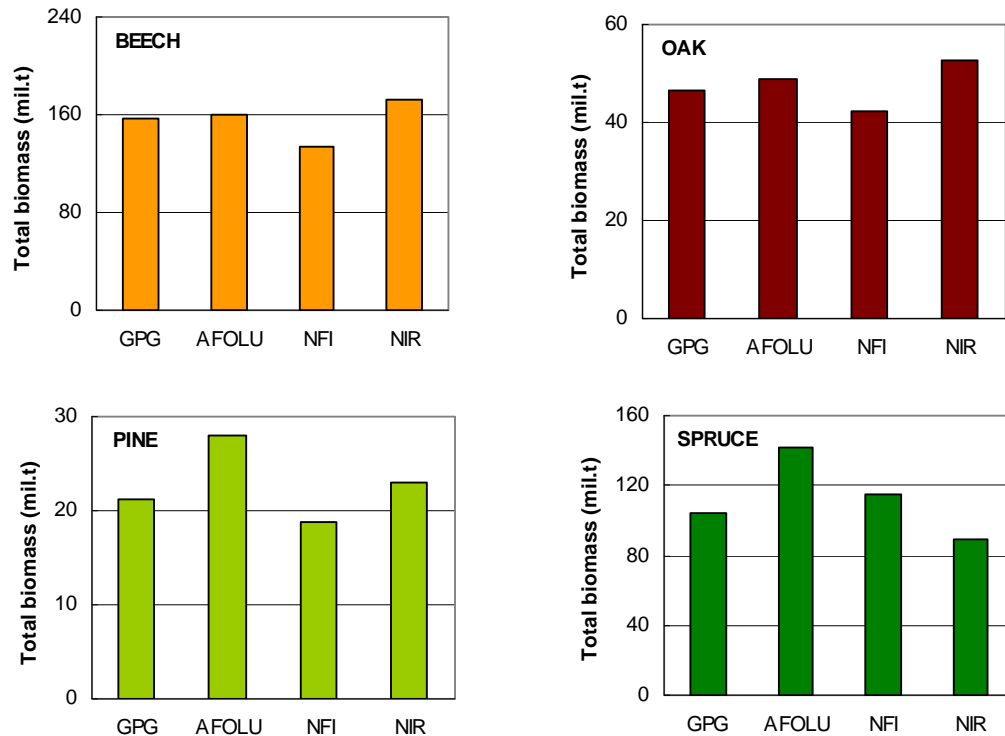 BEECH
Total biomass (mil.t)
240
160
80
0
GPG AFOLU NFI NIR
OAK
Total biomass (mil.t)
60
40
20
0
GPG AFOLU NFI NIR
PINE
Total biomass (mil.t)
30
20
10
0
GPG AFOLU NFI NIR
SPRUCE
Total biomass (mil.t)
160
120
80
40
0
GPG AFOLU NFI NIR